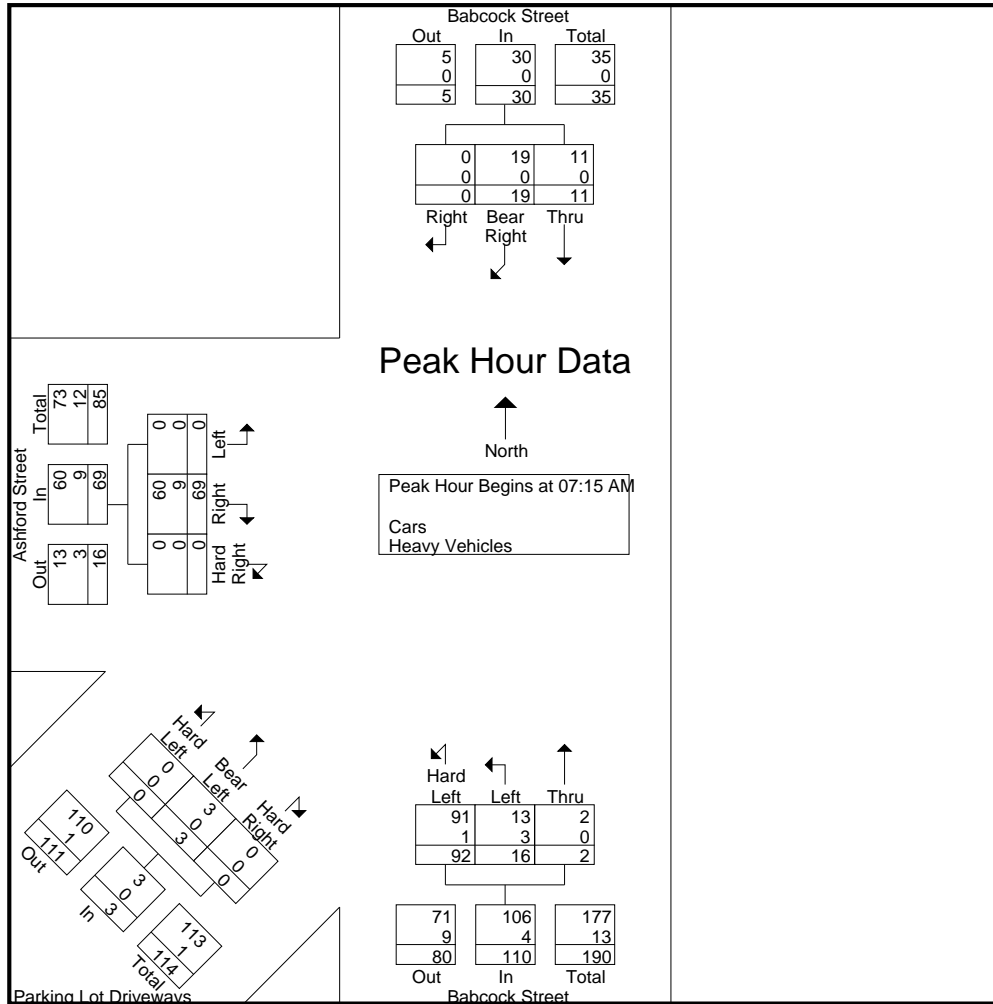 Babcock Street
Out In Total
5 30 35
0 0 0
5 30 35
0 19 11
0 0 0
0 19 11
Right Bear Right Thru
Peak Hour Data
North
Peak Hour Begins at 07:15 AM
Cars
Heavy Vehicles
Ashford Street
Total In Out
73 12 85
60 9 69
13 3 16
0 0 0
60 9 69
0 0 0
Left
Right
Hard Right
Hard Left
Bear Left
Hard Right
0 0 0
3 0 3
0 0 0
110 1 111
Out
3 0 3
In
113 1 114
Total
Parking Lot Driveways
Hard Left Left Thru
91 13 2
1 3 0
92 16 2
71 106 177
9 4 13
80 110 190
Out In Total
Babcock Street